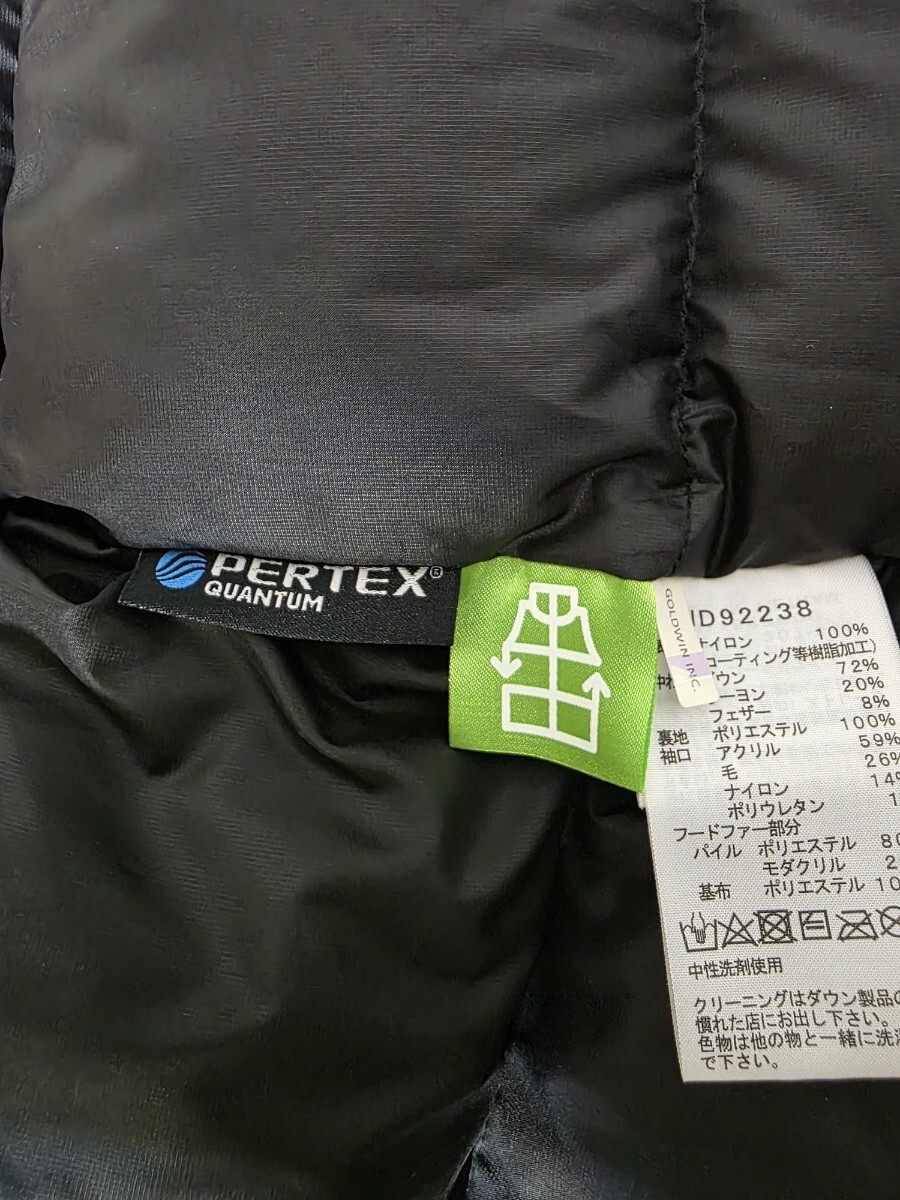 PERTEX®
QUANTUM
GOLDWIN INC.
ND92238
ナイロン 100%
コーティング等樹脂加工)
ダウン 72%
レーヨン 20%
フェザー 8%
裏地 ポリエステル 100%
袖口 アクリル 59%
毛 26%
ナイロン 14%
ポリウレタン 1
フードファー部分
パイル ポリエステル 80
モダクリル 2
基布 ポリエステル 10
中性洗剤使用
クリーニングはダウン製品の
慣れた店にお出し下さい。
色物は他の物と一緒に洗
で下さい。